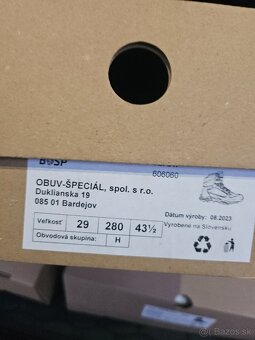 BOSP
606060
OBUV-ŠPECIÁL, spol. s r.o.
Duklianska 19
085 01 Bardejov
Veľkosť 29 280 43½
Obvodová skupina: H
Dátum výroby: 08.2023
Vyrobené na Slovensku
Bazos.sk